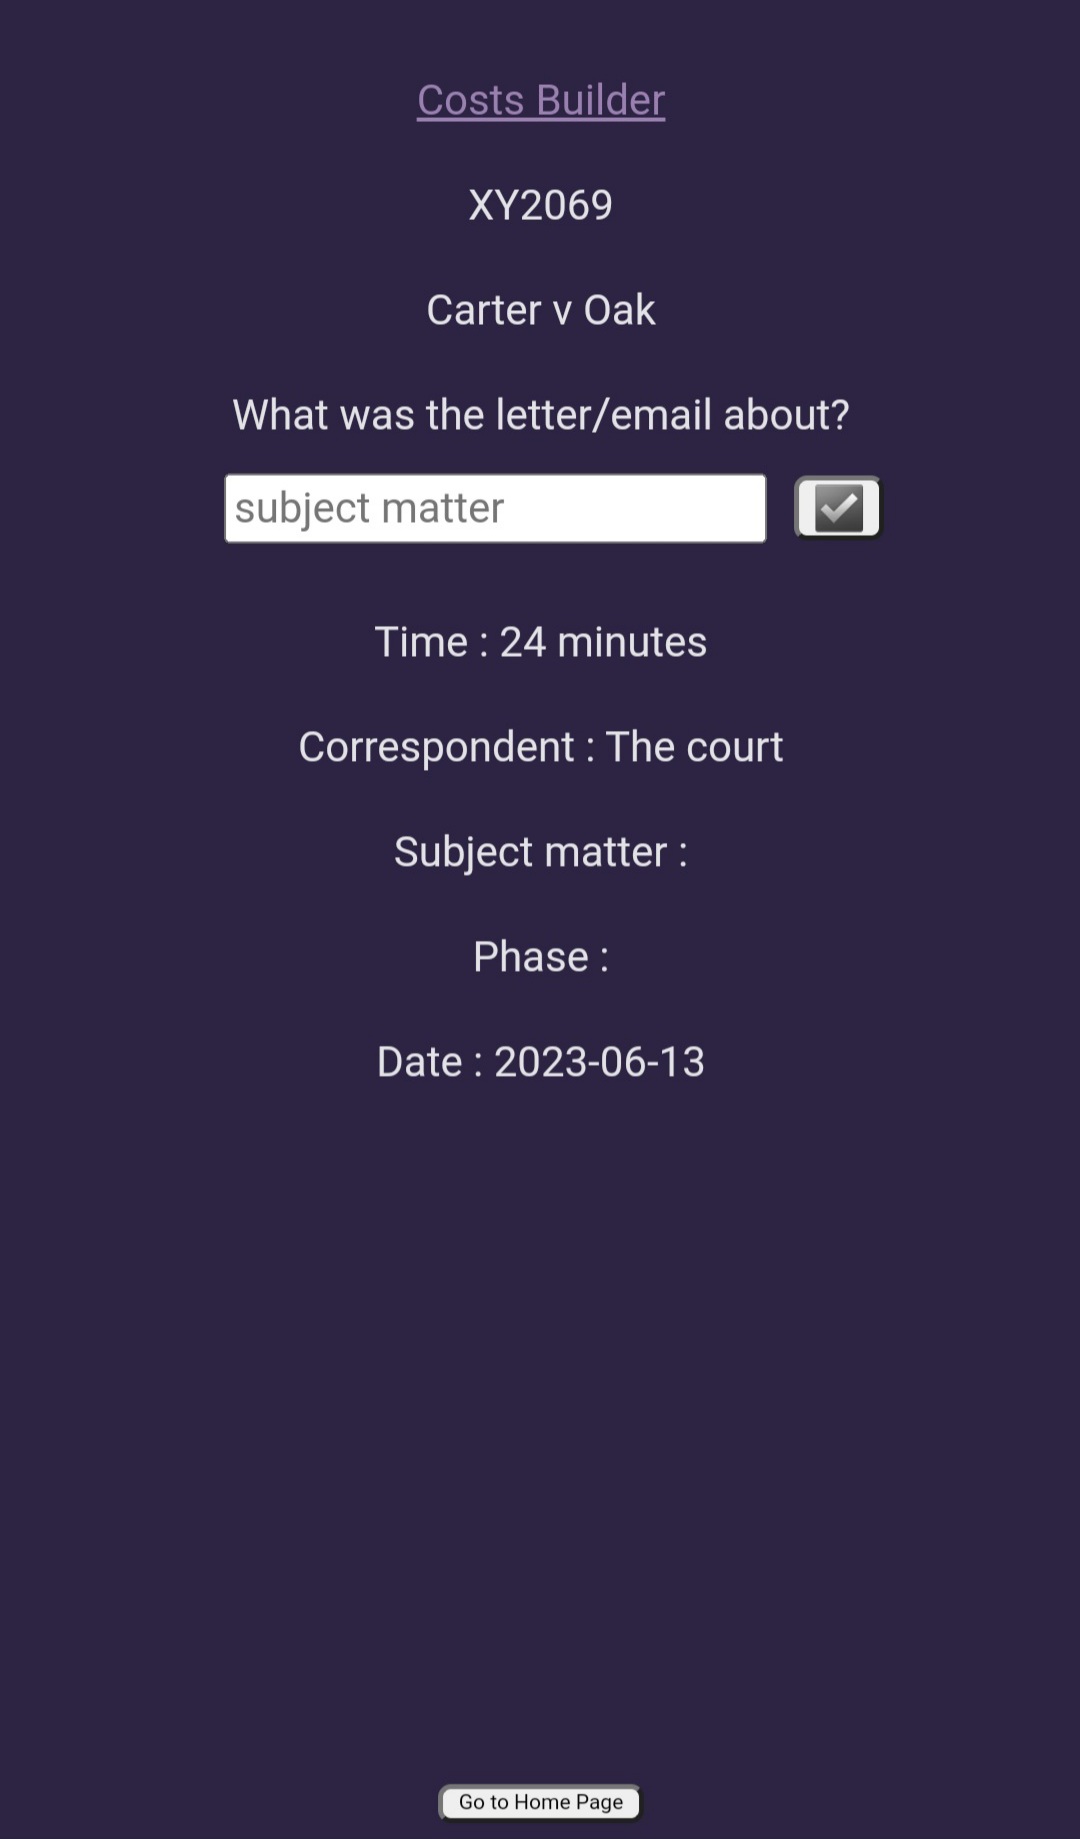 Costs Builder
XY2069
Carter v Oak
What was the letter/email about?
subject matter
Time : 24 minutes
Correspondent : The court
Subject matter :
Phase :
Date : 2023-06-13
Go to Home Page